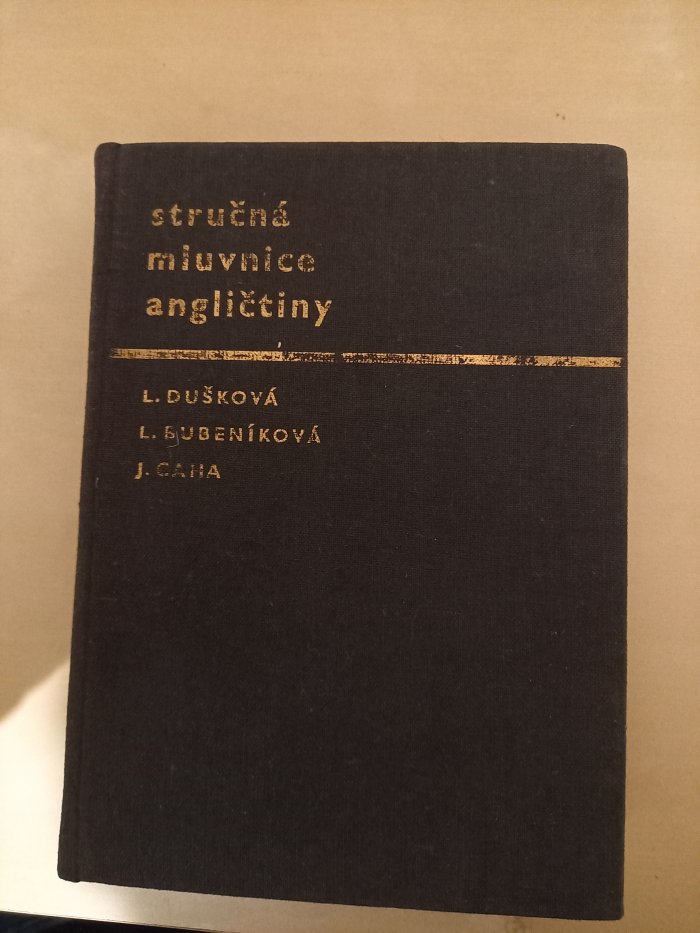 stručná
mluvnice
angličtiny
L. DUŠKOVÁ
L. BUBENÍKOVÁ
J. CAHA